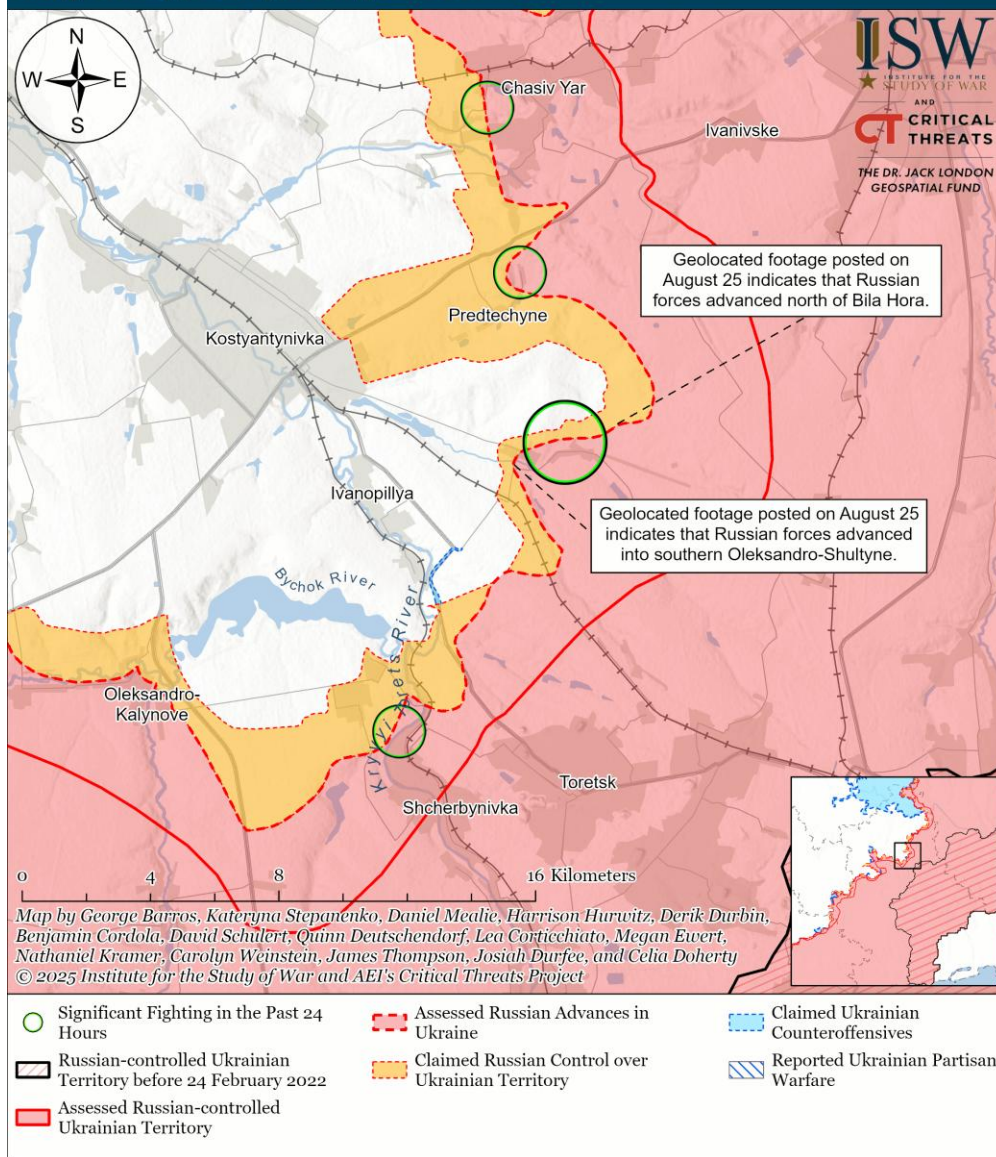 N
W E
S
ISW
INSTITUTE FOR THE
STUDY OF WAR
AND
CT CRITICAL
THREATS
THE DR. JACK LONDON
GEOSPATIAL FUND
Chasiv Yar
Ivanivske
Geolocated footage posted on
August 25 indicates that Russian
forces advanced north of Bila Hora.
Predtechyne
Kostyantynivka
Ivanopillya
Geolocated footage posted on August 25
indicates that Russian forces advanced
into southern Oleksandro-Shultyne.
Bychok River
Kryvyi Torets River
Oleksandro-
Kalynove
Toretsk
Shcherbynivka
0 4 8 16 Kilometers
Map by George Barros, Kateryna Stepanenko, Daniel Mealie, Harrison Hurwitz, Derik Durbin,
Benjamin Cordola, David Schulert, Quinn Deutschendorf, Lea Corticchiato, Megan Ewert,
Nathaniel Kramer, Carolyn Weinstein, James Thompson, Josiah Durfee, and Celia Doherty
© 2025 Institute for the Study of War and AEI's Critical Threats Project
Significant Fighting in the Past 24
Hours
Russian-controlled Ukrainian
Territory before 24 February 2022
Assessed Russian-controlled
Ukrainian Territory
Assessed Russian Advances in
Ukraine
Claimed Russian Control over
Ukrainian Territory
Claimed Ukrainian
Counteroffensives
Reported Ukrainian Partisan
Warfare